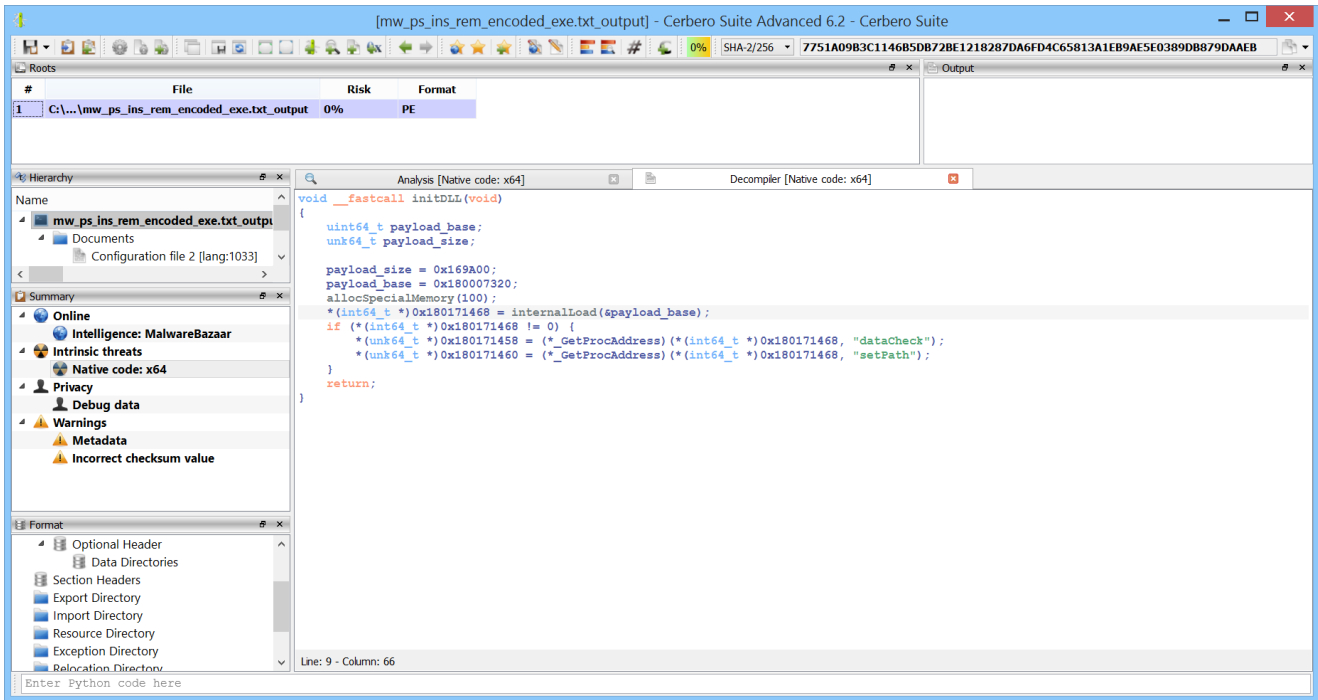 [mw_ps_ins_rem_encoded_exe.txt_output] - Cerbero Suite Advanced 6.2 - Cerbero Suite
0% SHA-2/256 7751A09B3C1146B5DB72BE1218287DA6FD4C65813A1EB9AE5E0389DB879DAAEB
Roots
# File Risk Format
1 C:\...\mw_ps_ins_rem_encoded_exe.txt_output 0% PE
Output
Hierarchy
Name
mw_ps_ins_rem_encoded_exe.txt_outpu
Documents
Configuration file 2 [lang:1033]
Summary
Online
Intelligence: MalwareBazaar
Intrinsic threats
Native code: x64
Privacy
Debug data
Warnings
Metadata
Incorrect checksum value
Format
Optional Header
Data Directories
Section Headers
Export Directory
Import Directory
Resource Directory
Exception Directory
Relocation Directory
Analysis [Native code: x64] Decompiler [Native code: x64]
void __fastcall initDLL(void)
{
    uint64_t payload_base;
    unk64_t payload_size;
    payload_size = 0x169A00;
    payload_base = 0x180007320;
    allocSpecialMemory(100);
    *(int64_t *)0x180171468 = internalLoad(&payload_base);
    if (*(int64_t *)0x180171468 != 0) {
        *(unk64_t *)0x180171458 = (*_GetProcAddress)(*(int64_t *)0x180171468, "dataCheck");
        *(unk64_t *)0x180171460 = (*_GetProcAddress)(*(int64_t *)0x180171468, "setPath");
    }
    return;
}
Line: 9 - Column: 66
Enter Python code here